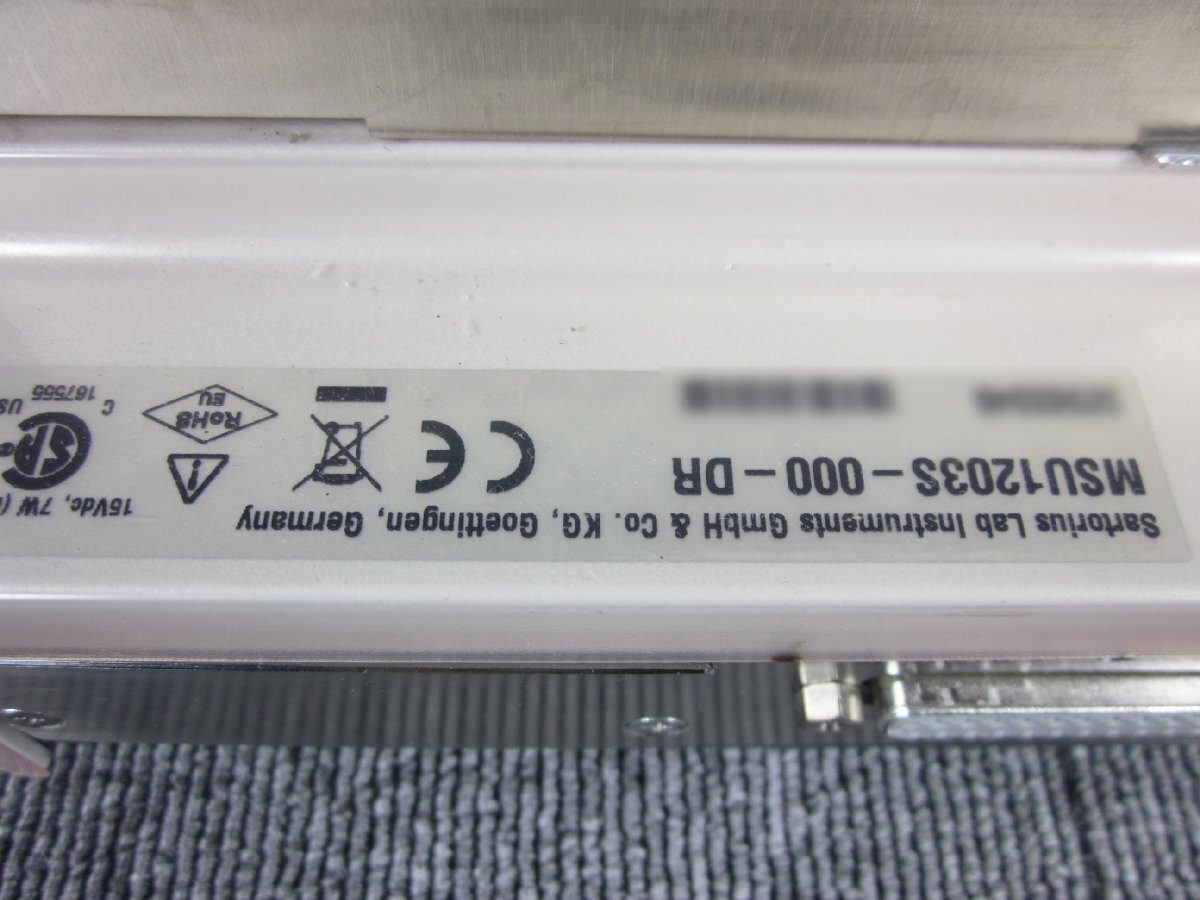 Sartorius Lab Instruments GmbH & Co. KG, Goettingen, Germany
MSU1203S-000-DR
CE
RoHS
EU
15Vdc, 7W
C
US
167555